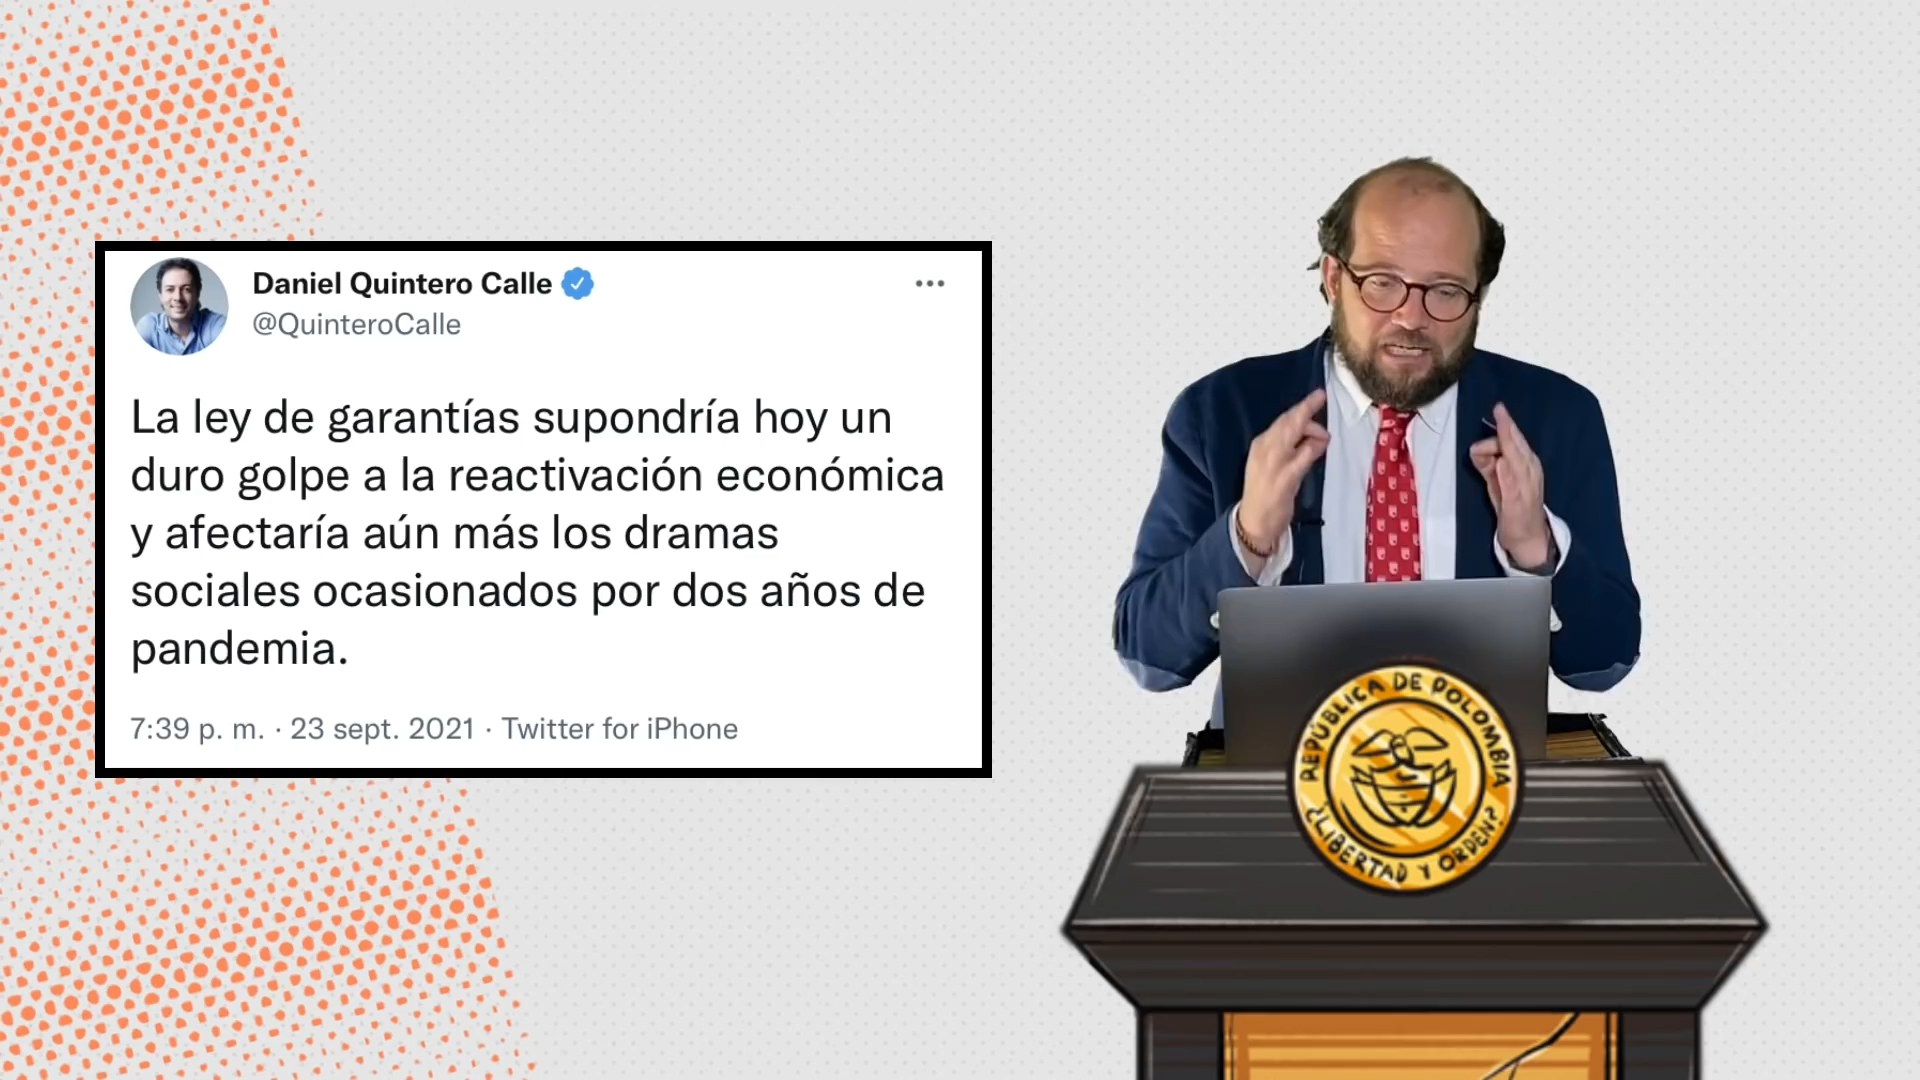 Daniel Quintero Calle
@QuinteroCalle
La ley de garantías supondría hoy un
duro golpe a la reactivación económica
y afectaría aún más los dramas
sociales ocasionados por dos años de
pandemia.
7:39 p. m. · 23 sept. 2021 · Twitter for iPhone
REPÚBLICA DE POLOMBIA
¿LIBERTAD Y ORDEN?